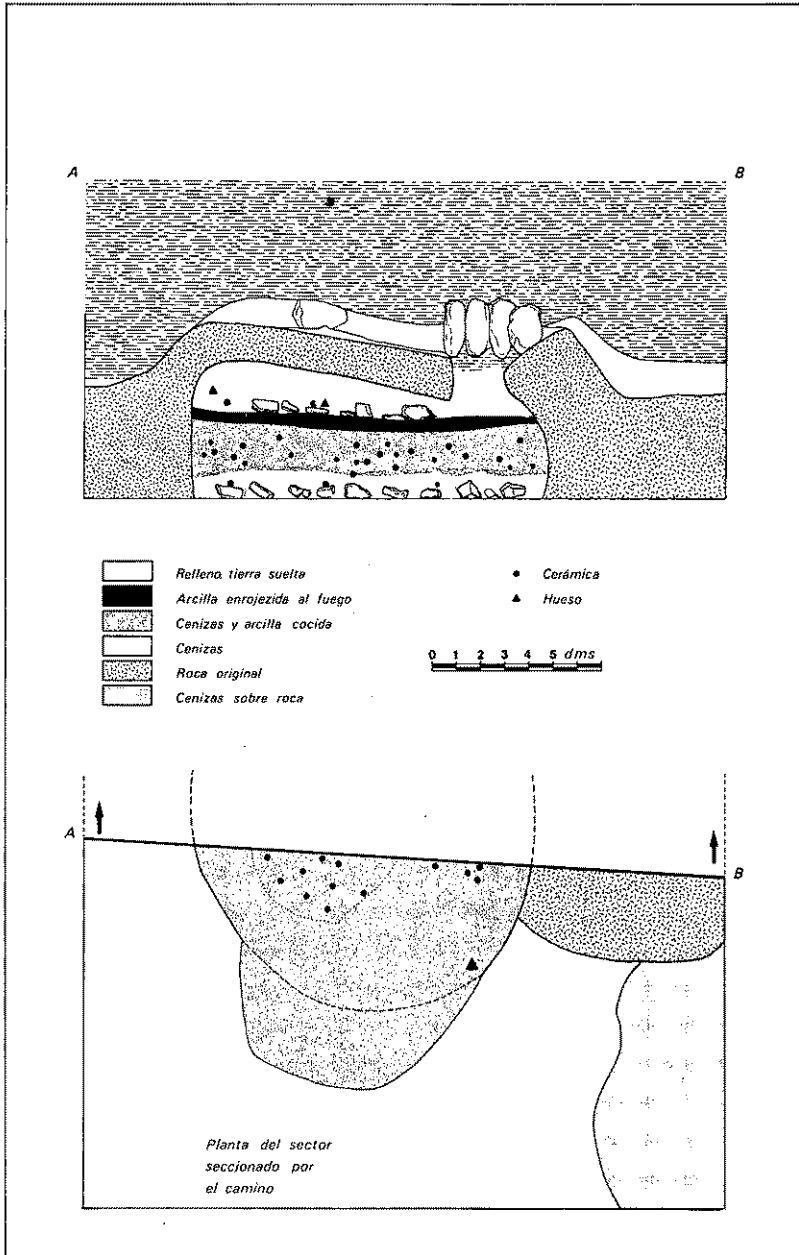 A
B
Relleno tierra suelta
Arcilla enrojezida al fuego
Cenizas y arcilla cocida
Cenizas
Roca original
Cenizas sobre roca
Cerámica
Hueso
0 1 2 3 4 5 dms
A
B
Planta del sector
seccionado por
el camino